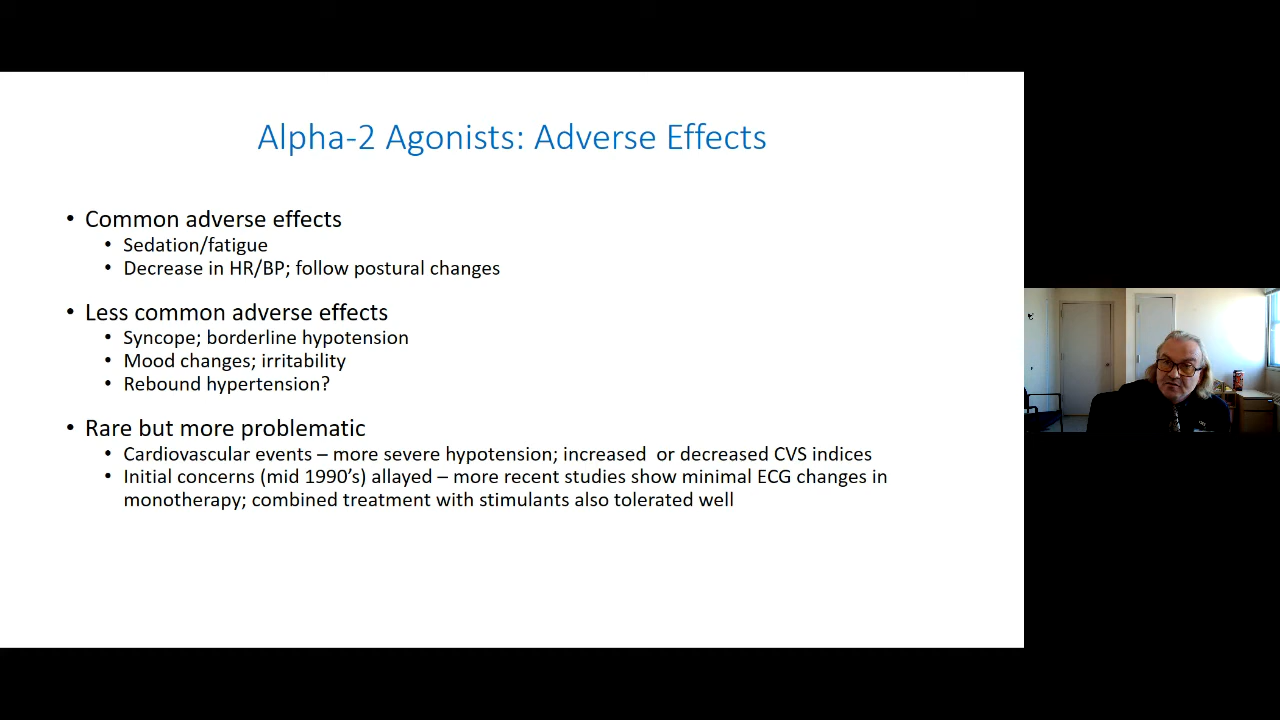 Alpha-2 Agonists: Adverse Effects
• Common adverse effects
• Sedation/fatigue
• Decrease in HR/BP; follow postural changes
• Less common adverse effects
• Syncope; borderline hypotension
• Mood changes; irritability
• Rebound hypertension?
• Rare but more problematic
• Cardiovascular events – more severe hypotension; increased  or decreased CVS indices
• Initial concerns (mid 1990’s) allayed – more recent studies show minimal ECG changes in
monotherapy; combined treatment with stimulants also tolerated well